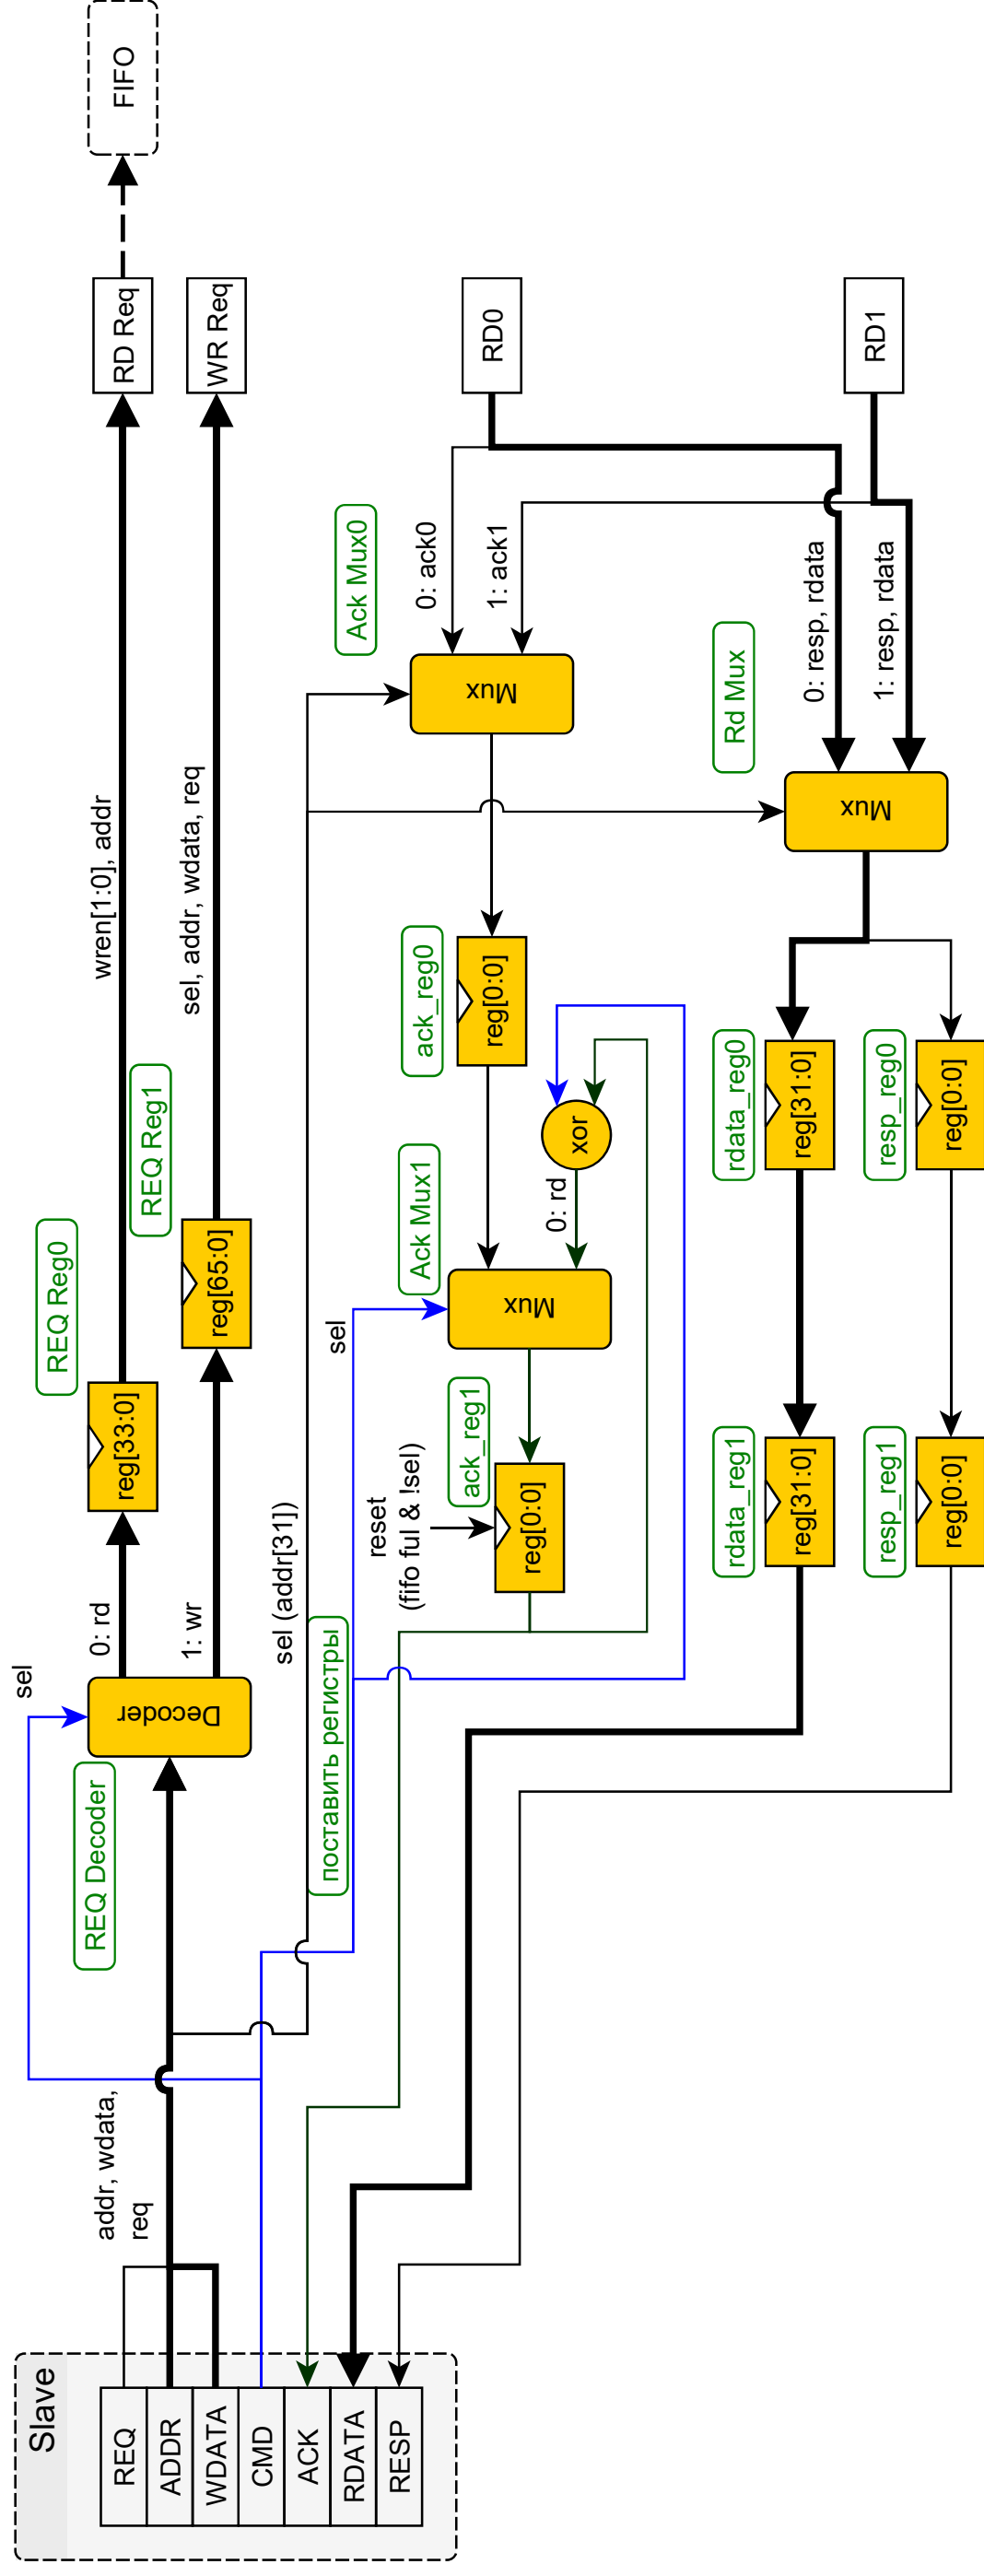 Slave
REQ
ADDR
WDATA
CMD
ACK
RDATA
RESP
addr, wdata,
req
sel
REQ Decoder
Decoder
0: rd
1: wr
REQ Reg0
reg[33:0]
REQ Reg1
reg[65:0]
wren[1:0], addr
sel, addr, wdata, req
RD Req
WR Req
FIFO
sel (addr[31])
поставить регистры
reset
(fifo ful & !sel)
ack_reg1
reg[0:0]
sel
Ack Mux1
Mux
0: rd
xor
ack_reg0
reg[0:0]
Ack Mux0
Mux
0: ack0
1: ack1
RD0
RD1
Rd Mux
Mux
0: resp, rdata
1: resp, rdata
rdata_reg0
reg[31:0]
resp_reg0
reg[0:0]
rdata_reg1
reg[31:0]
resp_reg1
reg[0:0]